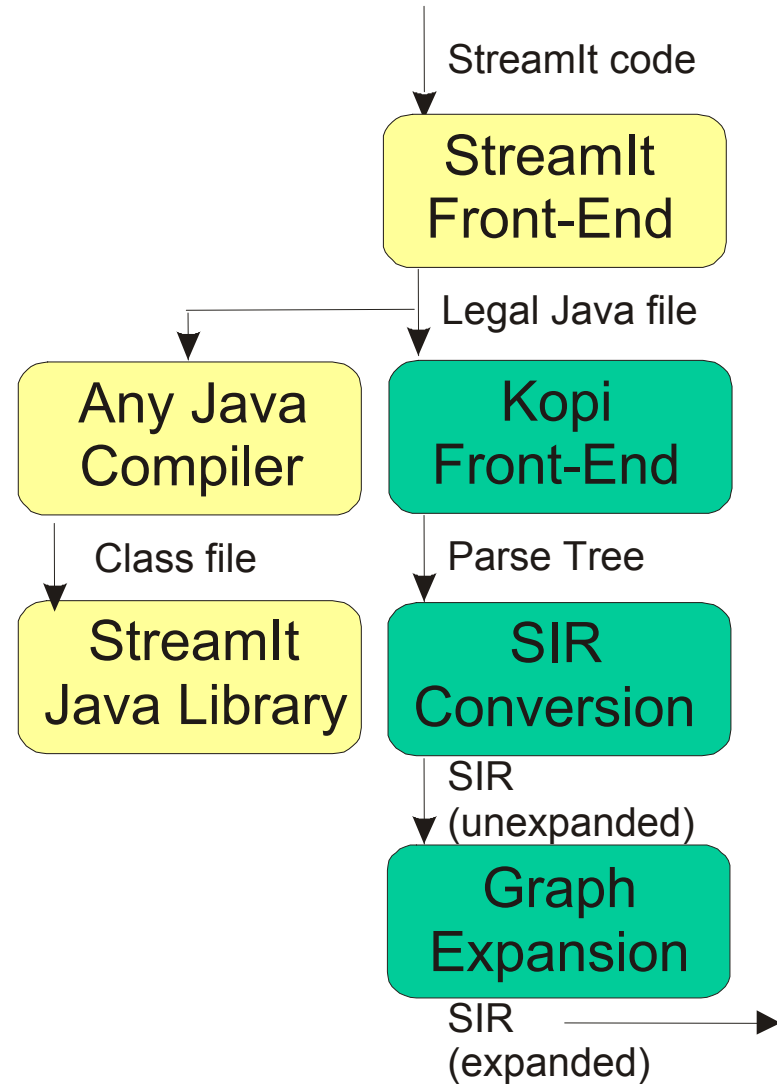 StreamIt code
StreamIt
Front-End
Legal Java file
Any Java
Compiler
Kopi
Front-End
Class file
Parse Tree
StreamIt
Java Library
SIR
Conversion
SIR
(unexpanded)
Graph
Expansion
SIR
(expanded)